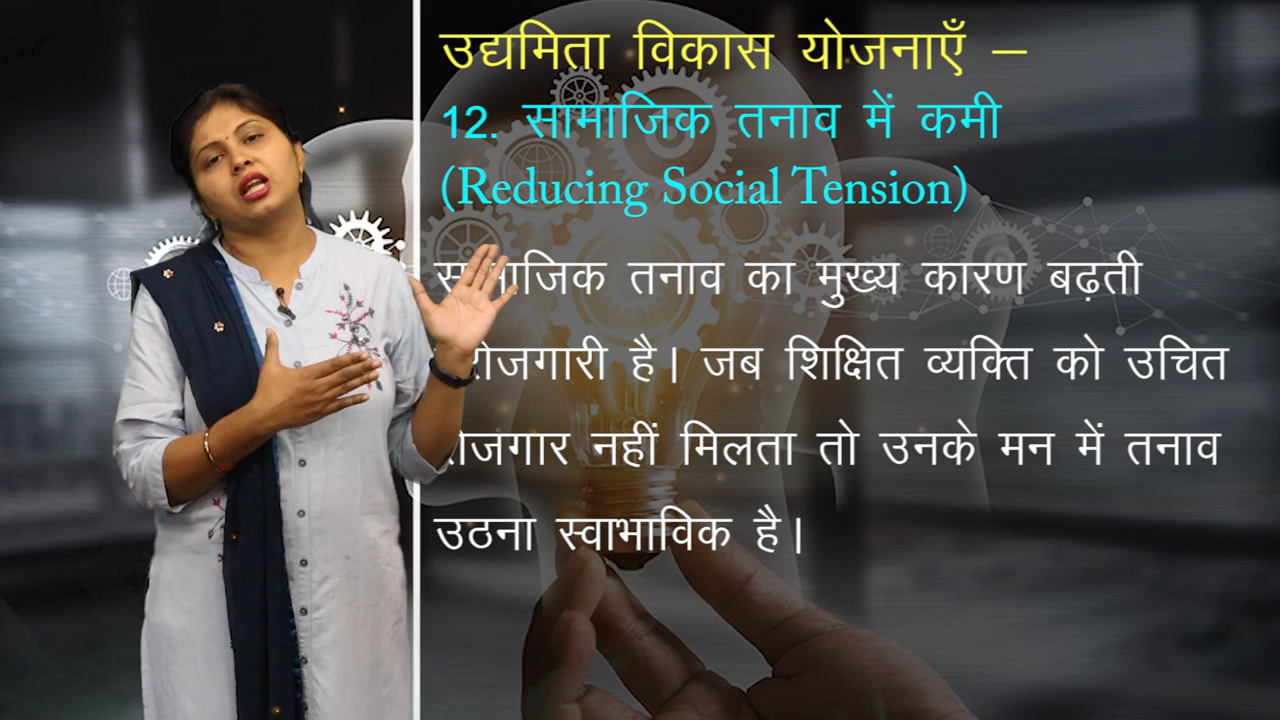 उद्यमिता विकास योजनाएँ –
12. सामाजिक तनाव में कमी
(Reducing Social Tension)
तनाव का मुख्य कारण बढ़ती
है। जब शिक्षित व्यक्ति को उचित
रोजगार नहीं मिलता तो उनके मन में तनाव
उठना स्वाभाविक है।